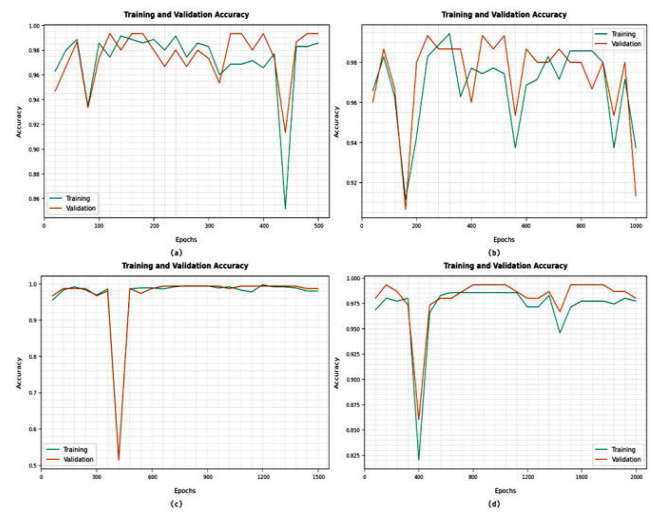 Training and Validation Accuracy
1.00
0.98
0.96
0.94
0.92
0.90
0.88
0.86
Accuracy
Training
Validation
0 100 200 300 400 500
Epochs
(a)
Training and Validation Accuracy
0.98
0.96
0.94
0.92
Accuracy
Training
Validation
0 200 400 600 800 1000
Epochs
(b)
Training and Validation Accuracy
1.0
0.9
0.8
0.7
0.6
0.5
Accuracy
Training
Validation
0 300 600 900 1200 1500
Epochs
(c)
Training and Validation Accuracy
1.000
0.975
0.950
0.925
0.900
0.875
0.850
0.825
Accuracy
Training
Validation
0 400 800 1200 1600 2000
Epochs
(d)